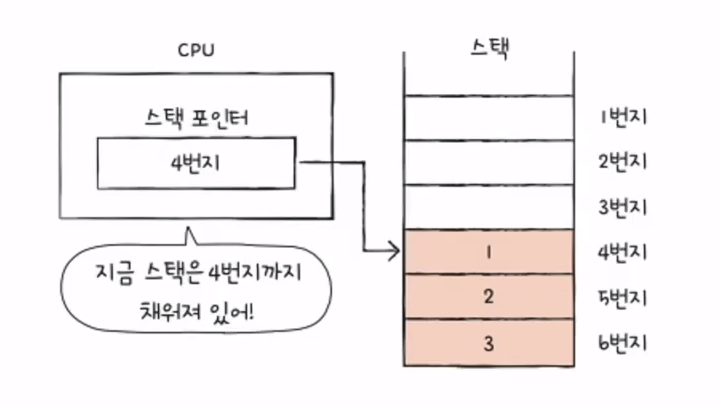 CPU
스택 포인터
4번지
지금 스택은 4번지까지
채워져 있어!
스택
1번지
2번지
3번지
1
4번지
2
5번지
3
6번지